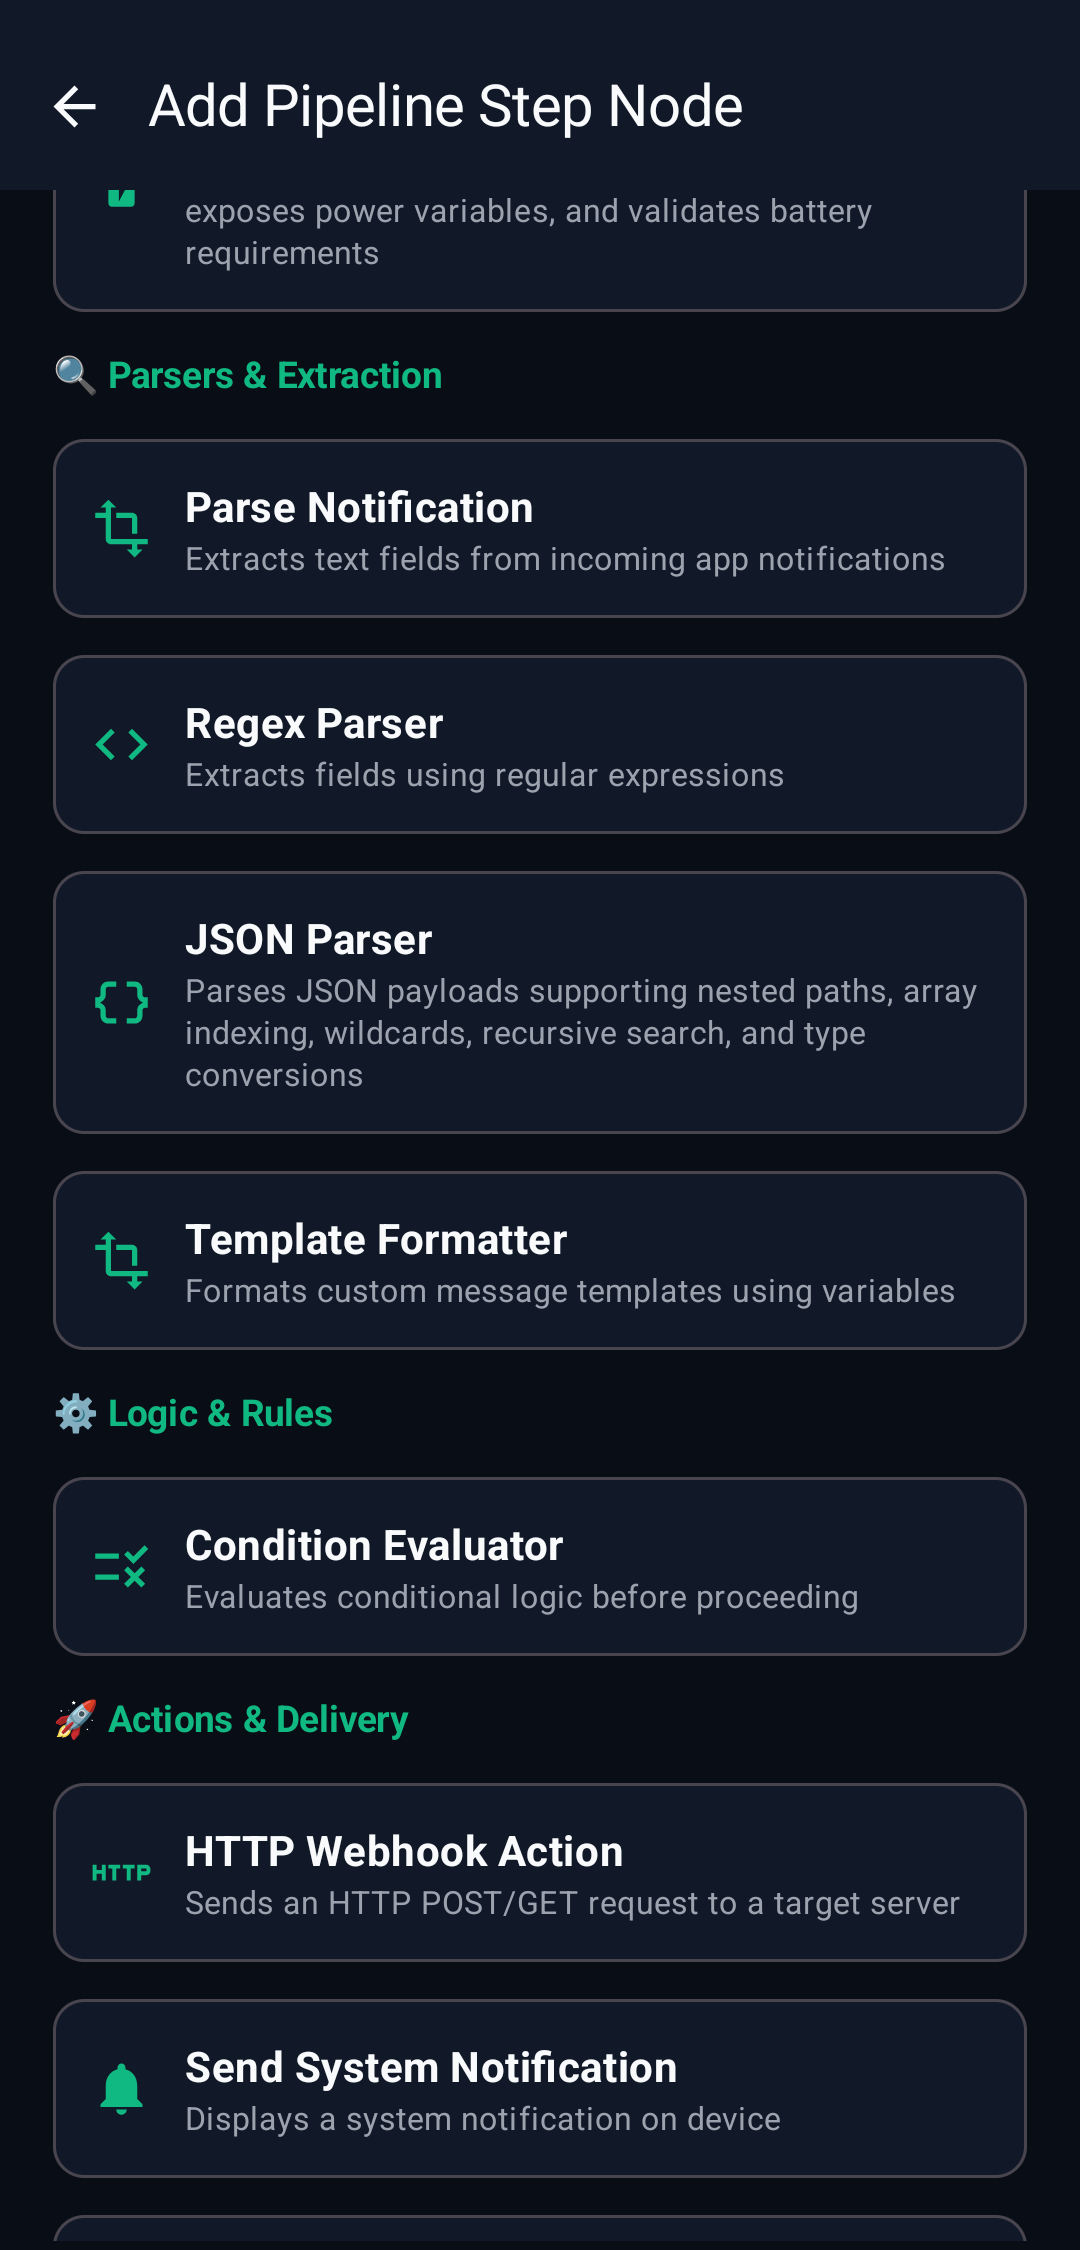 Add Pipeline Step Node
exposes power variables, and validates battery
requirements
Parsers & Extraction
Parse Notification
Extracts text fields from incoming app notifications
Regex Parser
Extracts fields using regular expressions
JSON Parser
Parses JSON payloads supporting nested paths, array
indexing, wildcards, recursive search, and type
conversions
Template Formatter
Formats custom message templates using variables
Logic & Rules
Condition Evaluator
Evaluates conditional logic before proceeding
Actions & Delivery
HTTP
HTTP Webhook Action
Sends an HTTP POST/GET request to a target server
Send System Notification
Displays a system notification on device